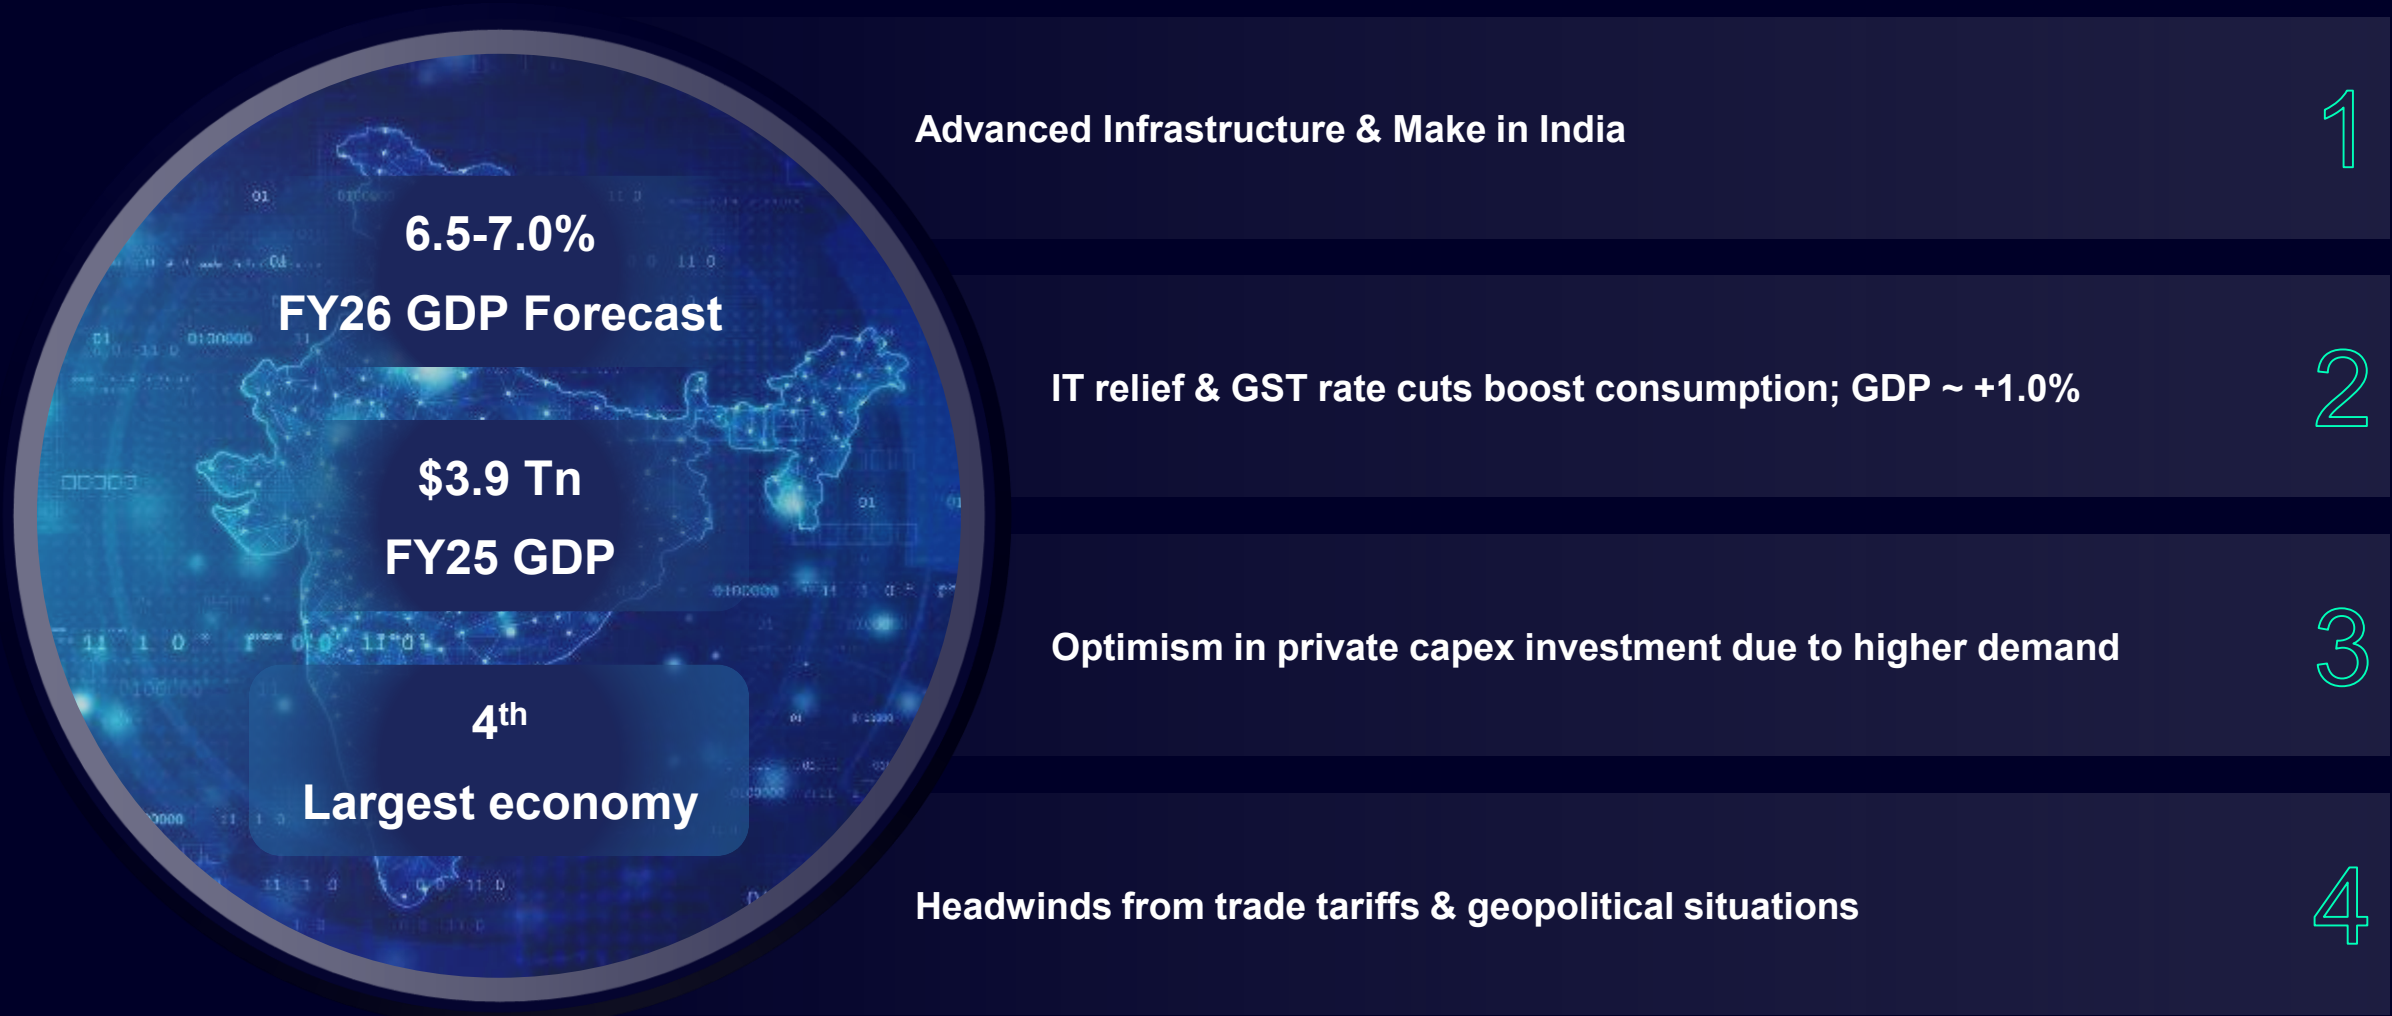 6.5-7.0%
FY26 GDP Forecast
$3.9 Tn
FY25 GDP
4th
Largest economy
Advanced Infrastructure & Make in India
1
IT relief & GST rate cuts boost consumption; GDP ~ +1.0%
2
Optimism in private capex investment due to higher demand
3
Headwinds from trade tariffs & geopolitical situations
4